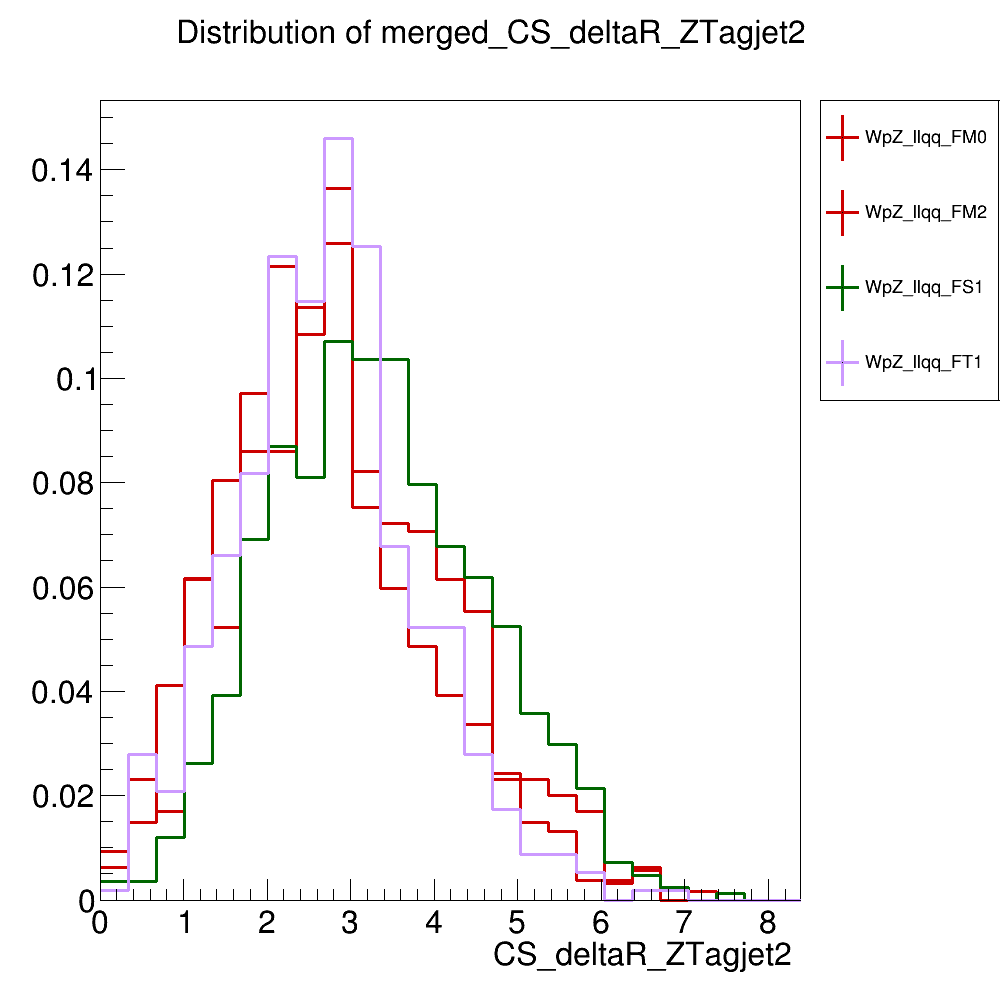 Distribution of merged_CS_deltaR_ZTagjet2
0.14
0.12
0.1
0.08
0.06
0.04
0.02
0
0 1 2 3 4 5 6 7 8
CS_deltaR_ZTagjet2
WpZ_llqq_FM0
WpZ_llqq_FM2
WpZ_llqq_FS1
WpZ_llqq_FT1